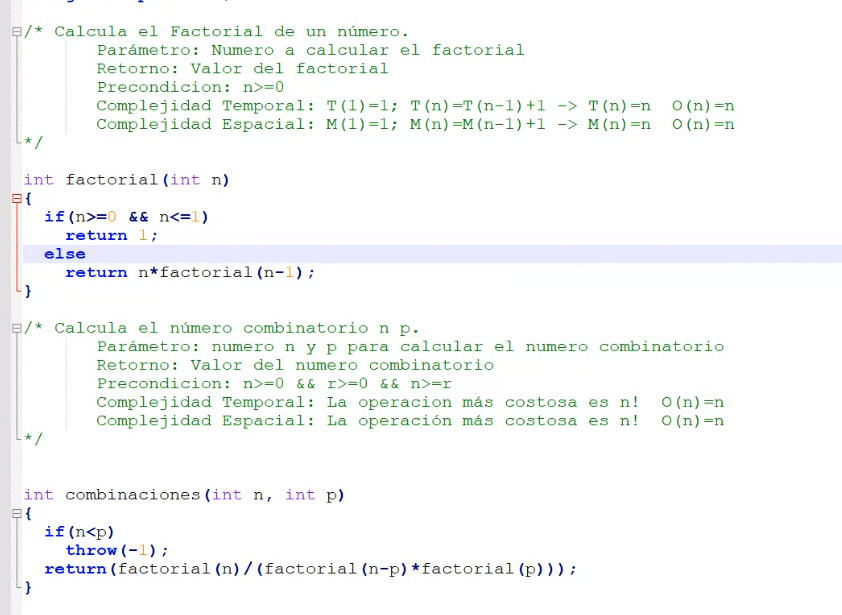 /* Calcula el Factorial de un número.
Parámetro: Numero a calcular el factorial
Retorno: Valor del factorial
Precondicion: n>=0
Complejidad Temporal: T(1)=1; T(n)=T(n-1)+1 -> T(n)=n  O(n)=n
Complejidad Espacial: M(1)=1; M(n)=M(n-1)+1 -> M(n)=n  O(n)=n
*/
int factorial(int n)
{
if(n>=0 && n<=1)
return 1;
else
return n*factorial(n-1);
}
/* Calcula el número combinatorio n p.
Parámetro: numero n y p para calcular el numero combinatorio
Retorno: Valor del numero combinatorio
Precondicion: n>=0 && r>=0 && n>=r
Complejidad Temporal: La operacion más costosa es n!  O(n)=n
Complejidad Espacial: La operación más costosa es n!  O(n)=n
*/
int combinaciones(int n, int p)
{
if(n<p)
throw(-1);
return(factorial(n)/(factorial(n-p)*factorial(p)));
}